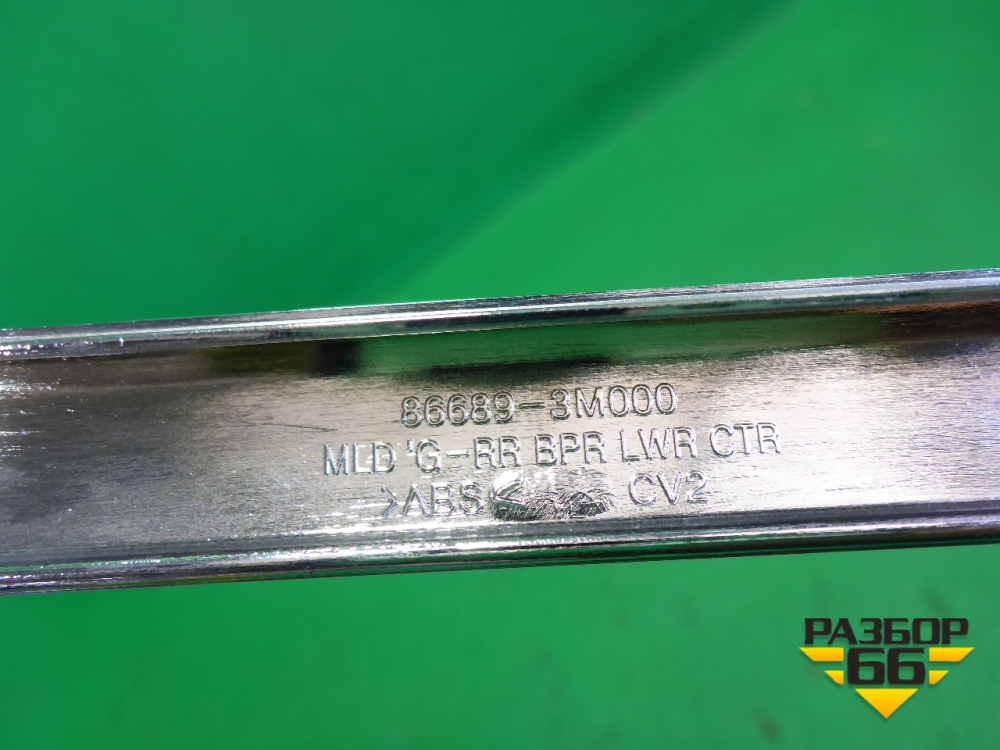 86689-3M000
MLD'G-RR BPR LWR CTR
>ABS< CV2
РАЗБОР
66